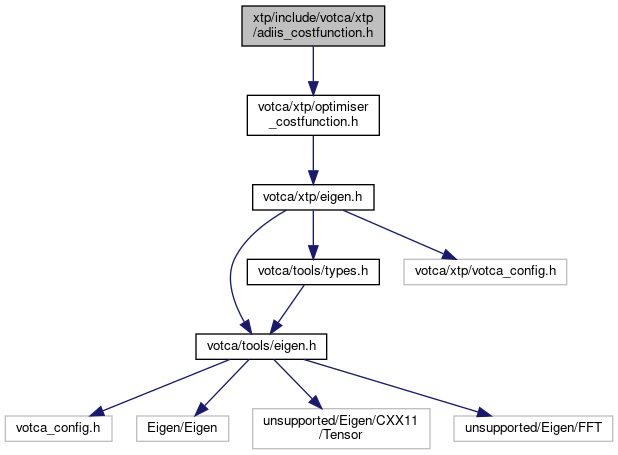 xtp/include/votca/xtp
/adiis_costfunction.h
votca/xtp/optimiser
_costfunction.h
votca/xtp/eigen.h
votca/tools/types.h
votca/xtp/votca_config.h
votca/tools/eigen.h
votca_config.h
Eigen/Eigen
unsupported/Eigen/CXX11
/Tensor
unsupported/Eigen/FFT